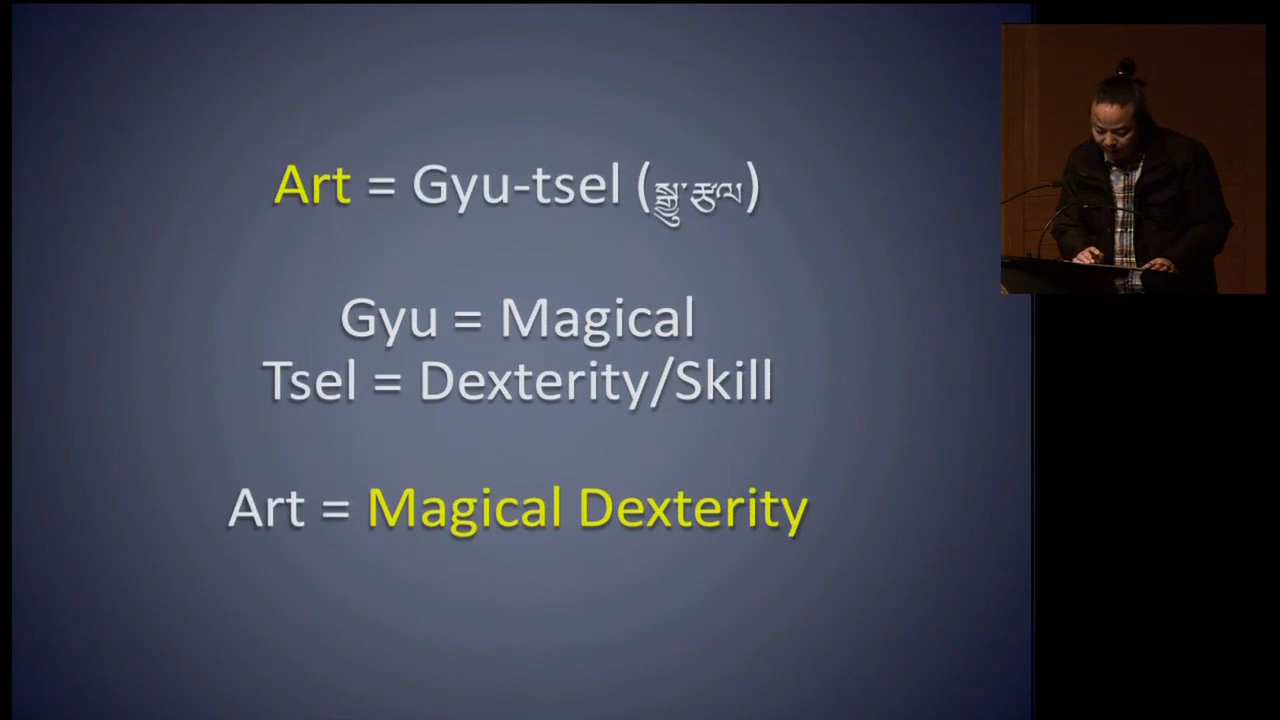 Art = Gyu-tsel (སྒྱུ་རྩལ)
Gyu = Magical
Tsel = Dexterity/Skill
Art = Magical Dexterity